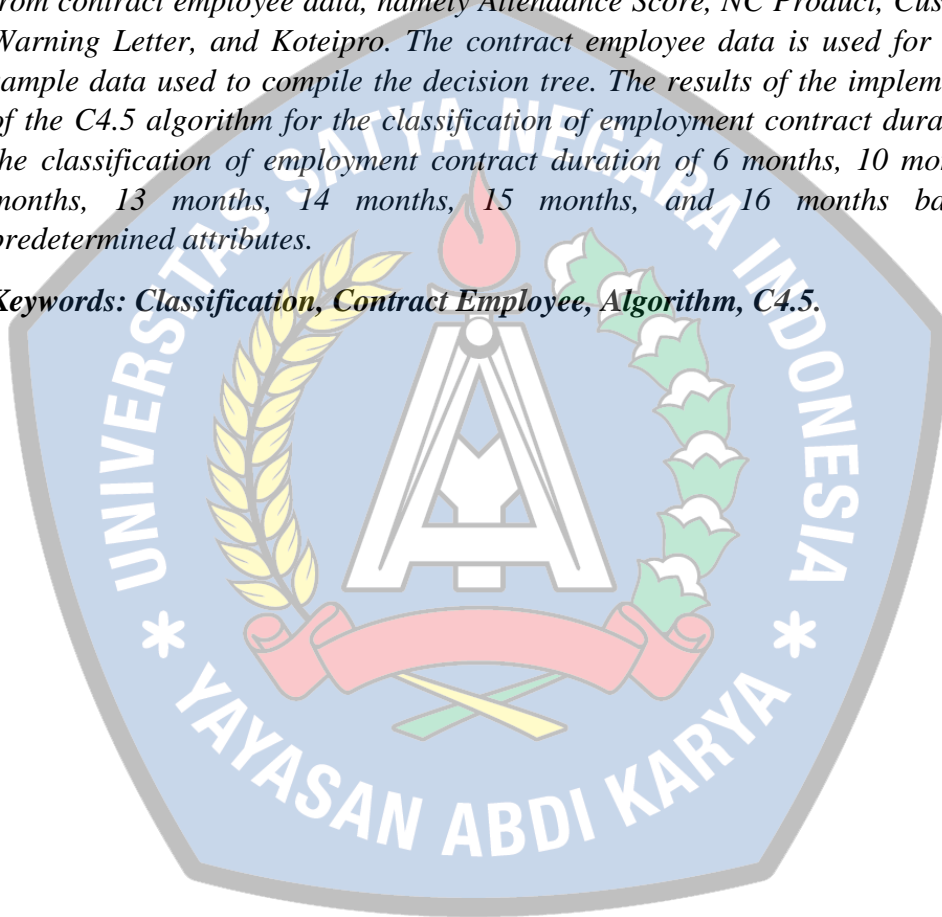 from contract employee data, namely Attendance Score, NC Product, Cus
Warning Letter, and Koteipro. The contract employee data is used for
sample data used to compile the decision tree. The results of the implem
of the C4.5 algorithm for the classification of employment contract dura
the classification of employment contract duration of 6 months, 10 mon
months, 13 months, 14 months, 15 months, and 16 months ba
predetermined attributes.
Keywords: Classification, Contract Employee, Algorithm, C4.5.
UNIVERSITAS SATYA NEGARA INDONESIA
* YAYASAN ABDI KARYA *